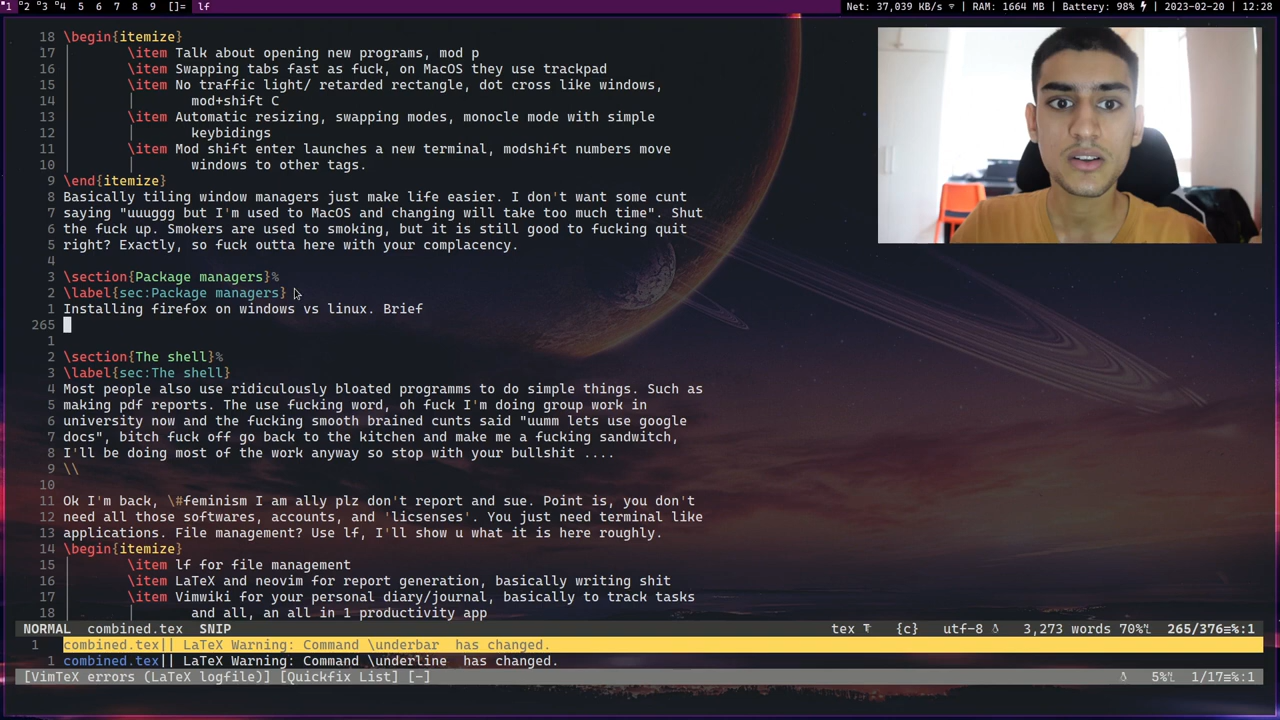 1 2 3 4 5 6 7 8 9 []= lf Net: 37,039 KB/s | RAM: 1664 MB | Battery: 98% | 2023-02-20 | 12:28
18 \begin{itemize}
17 \item Talk about opening new programs, mod p
16 \item Swapping tabs fast as fuck, on MacOS they use trackpad
15 \item No traffic light/ retarded rectangle, dot cross like windows,
14 mod+shift C
13 \item Automatic resizing, swapping modes, monocle mode with simple
12 keybidings
11 \item Mod shift enter launches a new terminal, modshift numbers move
10 windows to other tags.
9 \end{itemize}
8 Basically tiling window managers just make life easier. I don't want some cunt
7 saying "uuuggg but I'm used to MacOS and changing will take too much time". Shut
6 the fuck up. Smokers are used to smoking, but it is still good to fucking quit
5 right? Exactly, so fuck outta here with your complacency.
4
3 \section{Package managers}%
2 \label{sec:Package managers}
1 Installing firefox on windows vs linux. Brief
265
1
2 \section{The shell}%
3 \label{sec:The shell}
4 Most people also use ridiculously bloated programms to do simple things. Such as
5 making pdf reports. The use fucking word, oh fuck I'm doing group work in
6 university now and the fucking smooth brained cunts said "uumm lets use google
7 docs", bitch fuck off go back to the kitchen and make me a fucking sandwitch,
8 I'll be doing most of the work anyway so stop with your bullshit ....
9 \\
10
11 Ok I'm back, \#feminism I am ally plz don't report and sue. Point is, you don't
12 need all those softwares, accounts, and 'licsenses'. You just need terminal like
13 applications. File management? Use lf, I'll show u what it is here roughly.
14 \begin{itemize}
15 \item lf for file management
16 \item LaTeX and neovim for report generation, basically writing shit
17 \item Vimwiki for your personal diary/journal, basically to track tasks
18 and all, an all in 1 productivity app
NORMAL combined.tex SNIP tex {c} utf-8 3,273 words 70% 265/376≡%:1
1 combined.tex|| LaTeX Warning: Command \underbar has changed.
1 combined.tex|| LaTeX Warning: Command \underline has changed.
[VimTeX errors (LaTeX logfile)] [Quickfix List] [-] 5% 1/17≡%:1